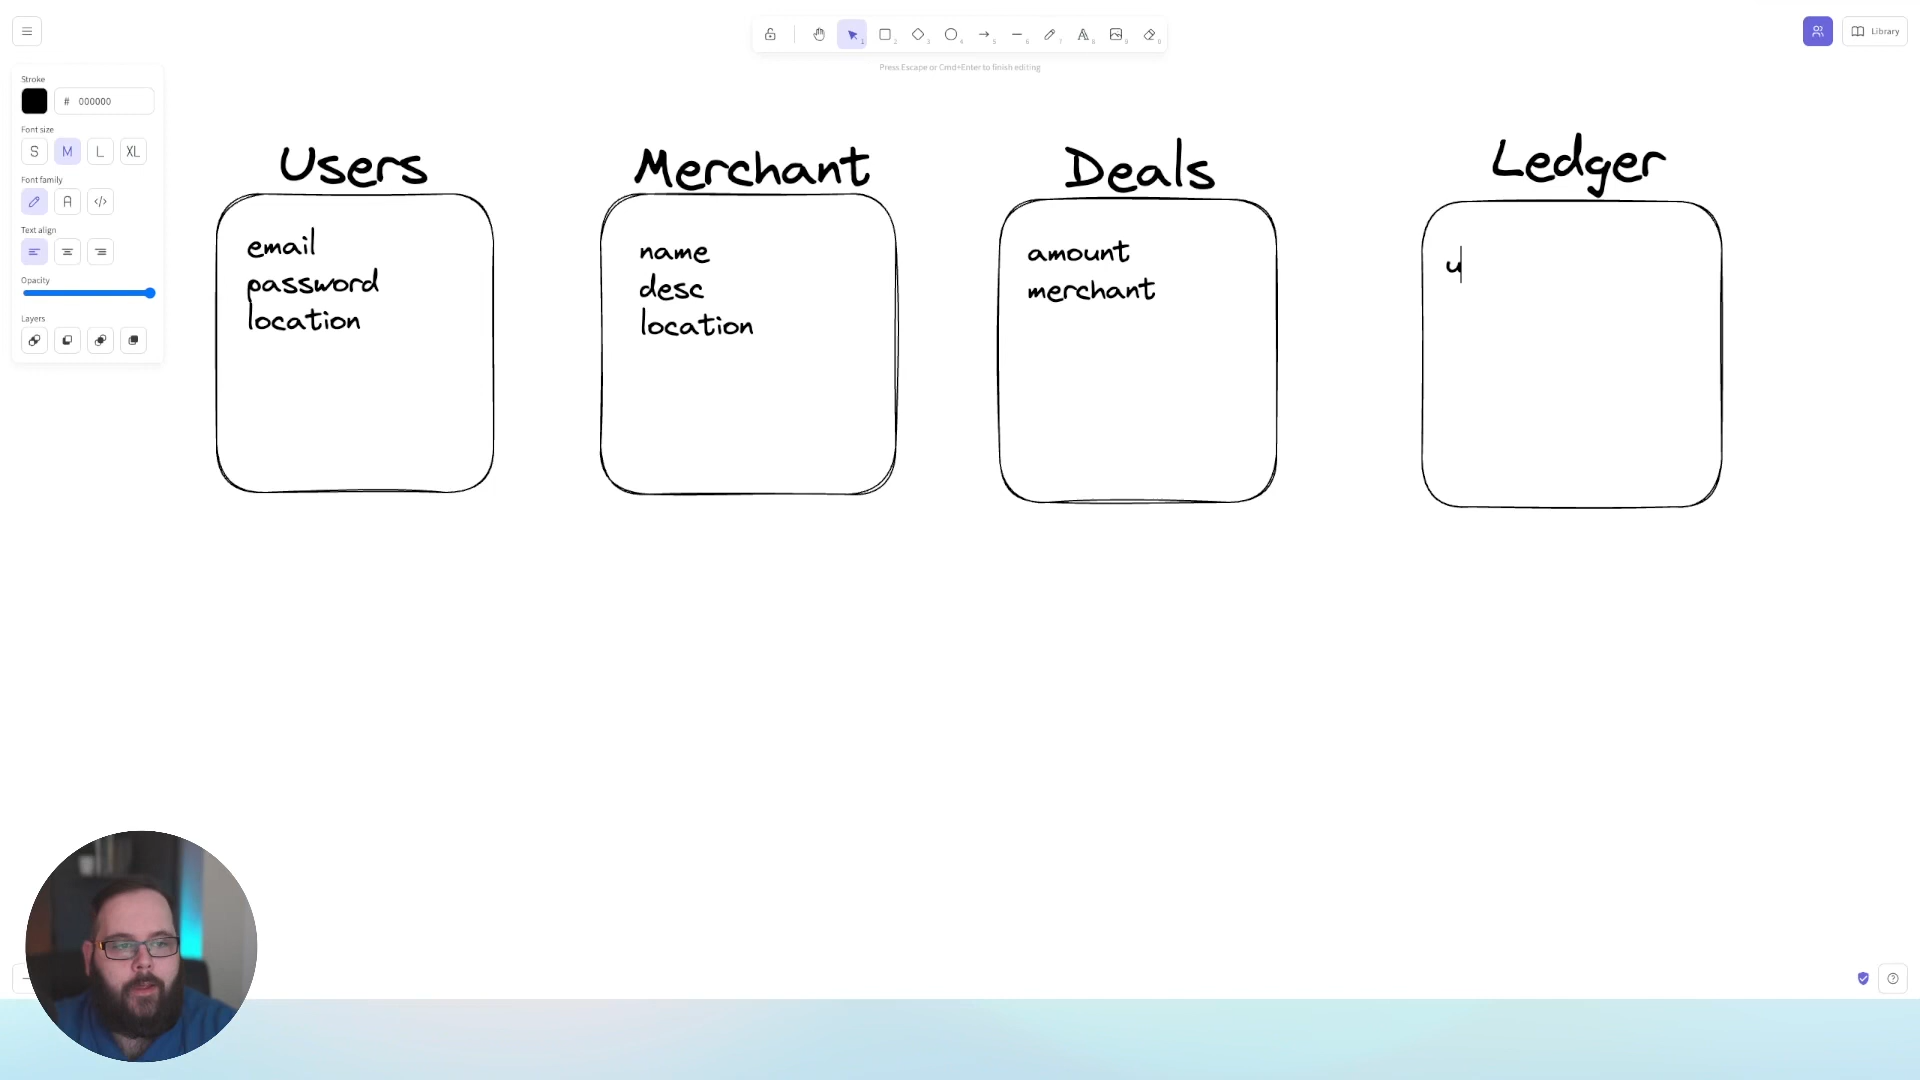 Library
Press Escape or Cmd+Enter to finish editing
Stroke
# 000000
Font size
S M L XL
Font family
A </>
Text align
Opacity
Layers
Users
email
password
location
Merchant
name
desc
location
Deals
amount
merchant
Ledger
u